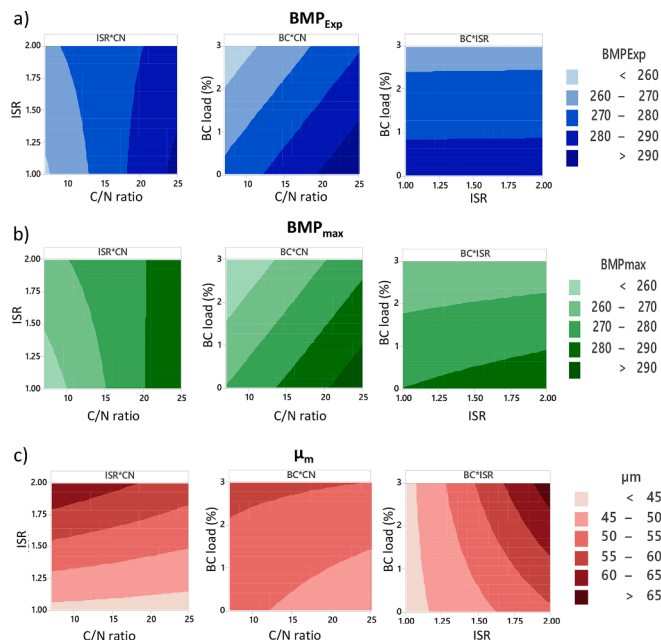 a) BMPExp
ISR*CN BC*CN BC*ISR
ISR
2.00
1.75
1.50
1.25
1.00
10 15 20 25
C/N ratio
BC load (%)
3
2
1
0
10 15 20 25
C/N ratio
BC load (%)
3
2
1
0
1.00 1.25 1.50 1.75 2.00
ISR
BMPExp
< 260
260 – 270
270 – 280
280 – 290
> 290
b) BMPmax
ISR*CN BC*CN BC*ISR
ISR
2.00
1.75
1.50
1.25
1.00
10 15 20 25
C/N ratio
BC load (%)
3
2
1
0
10 15 20 25
C/N ratio
BC load (%)
3
2
1
0
1.00 1.25 1.50 1.75 2.00
ISR
BMPmax
< 260
260 – 270
270 – 280
280 – 290
> 290
c) μm
ISR*CN BC*CN BC*ISR
ISR
2.00
1.75
1.50
1.25
1.00
10 15 20 25
C/N ratio
BC load (%)
3
2
1
0
10 15 20 25
C/N ratio
BC load (%)
3
2
1
0
1.00 1.25 1.50 1.75 2.00
ISR
μm
< 45
45 – 50
50 – 55
55 – 60
60 – 65
> 65